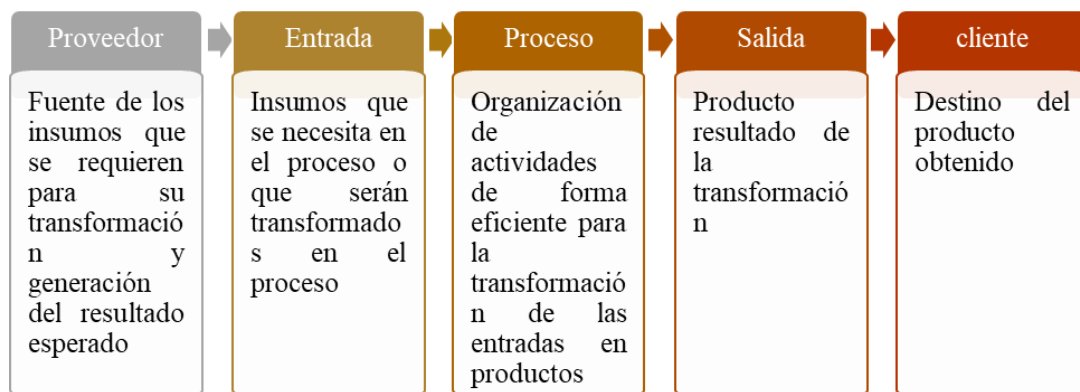 Proveedor
Fuente de los
insumos que
se requieren
para su
transformació
n y
generación
del resultado
esperado
Entrada
Insumos que
se necesita en
el proceso o
que serán
transformado
s en el
proceso
Proceso
Organización
de
actividades
de forma
eficiente para
la
transformació
n de las
entradas en
productos
Salida
Producto
resultado de
la
transformació
n
cliente
Destino del
producto
obtenido